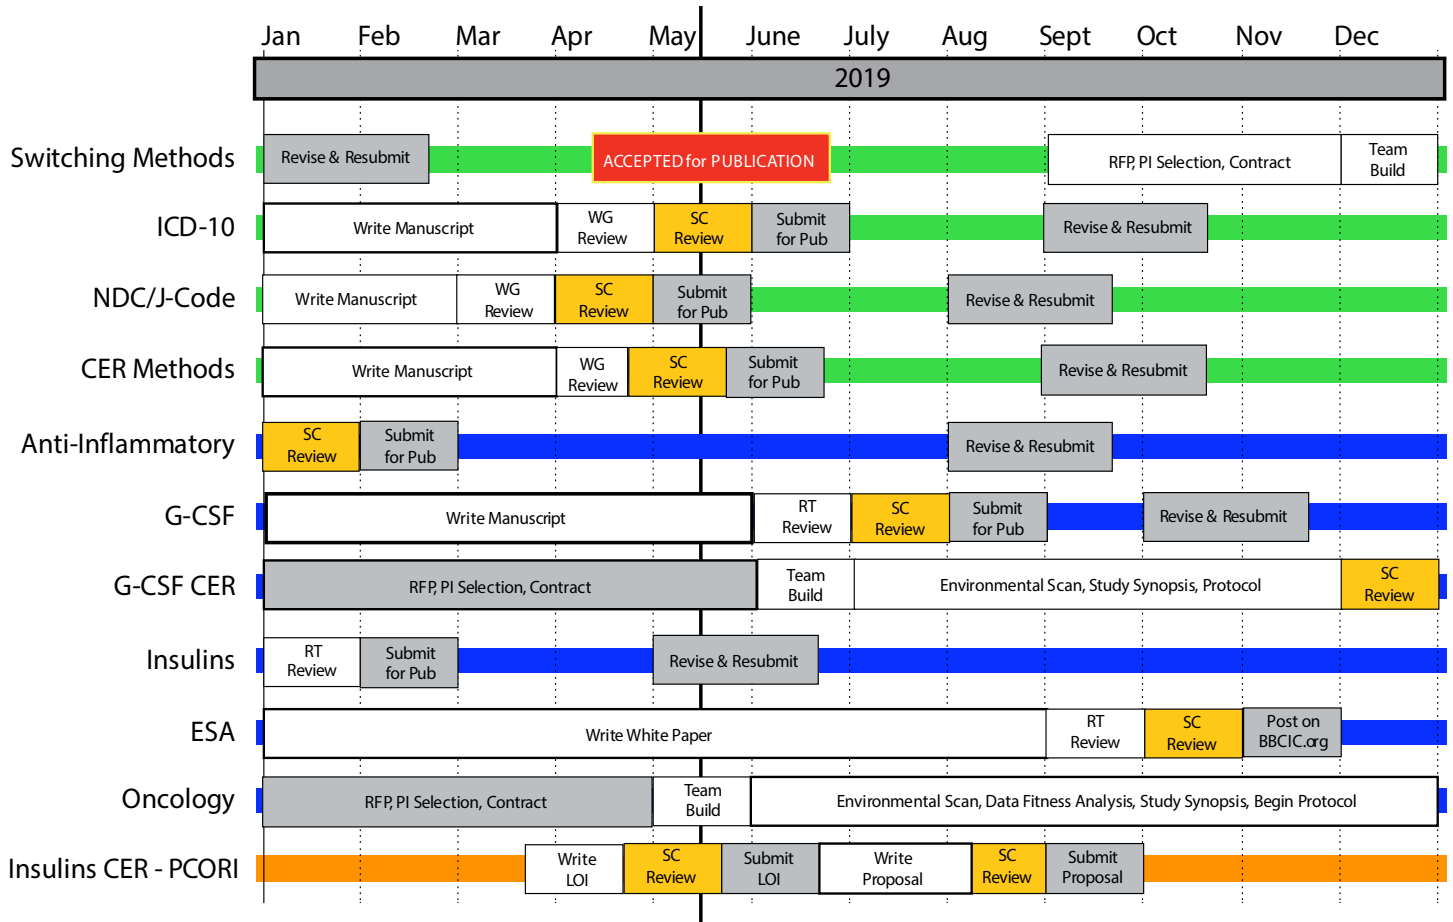 Jan Feb Mar Apr May June July Aug Sept Oct Nov Dec
2019
Switching Methods
Revise & Resubmit
ACCEPTED for PUBLICATION
RFP, PI Selection, Contract
Team
Build
ICD-10
Write Manuscript
WG
Review
SC
Review
Submit
for Pub
Revise & Resubmit
NDC/J-Code
Write Manuscript
WG
Review
SC
Review
Submit
for Pub
Revise & Resubmit
CER Methods
Write Manuscript
WG
Review
SC
Review
Submit
for Pub
Revise & Resubmit
Anti-Inflammatory
SC
Review
Submit
for Pub
Revise & Resubmit
G-CSF
Write Manuscript
RT
Review
SC
Review
Submit
for Pub
Revise & Resubmit
G-CSF CER
RFP, PI Selection, Contract
Team
Build
Environmental Scan, Study Synopsis, Protocol
SC
Review
Insulins
RT
Review
Submit
for Pub
Revise & Resubmit
ESA
Write White Paper
RT
Review
SC
Review
Post on
BBCIC.org
Oncology
RFP, PI Selection, Contract
Team
Build
Environmental Scan, Data Fitness Analysis, Study Synopsis, Begin Protocol
Insulins CER - PCORI
Write
LOI
SC
Review
Submit
LOI
Write
Proposal
SC
Review
Submit
Proposal